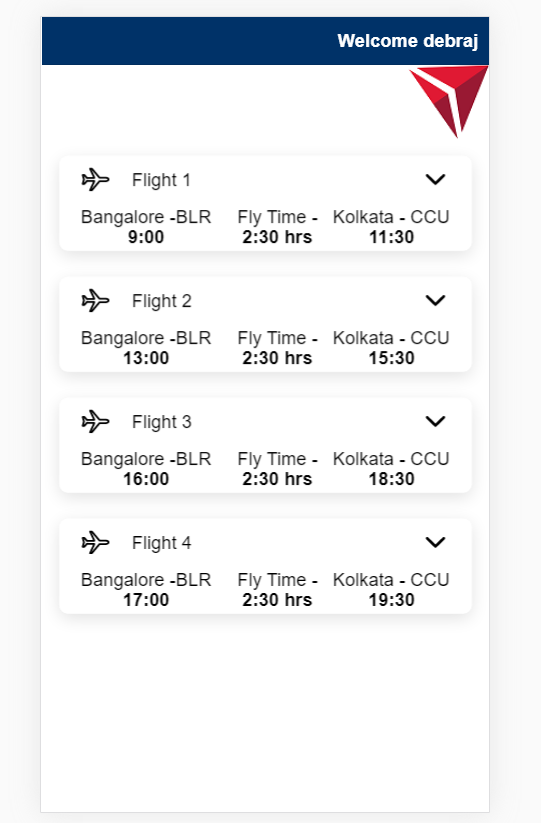 Welcome debraj
Flight 1
Bangalore -BLR Fly Time - Kolkata - CCU
9:00 2:30 hrs 11:30
Flight 2
Bangalore -BLR Fly Time - Kolkata - CCU
13:00 2:30 hrs 15:30
Flight 3
Bangalore -BLR Fly Time - Kolkata - CCU
16:00 2:30 hrs 18:30
Flight 4
Bangalore -BLR Fly Time - Kolkata - CCU
17:00 2:30 hrs 19:30